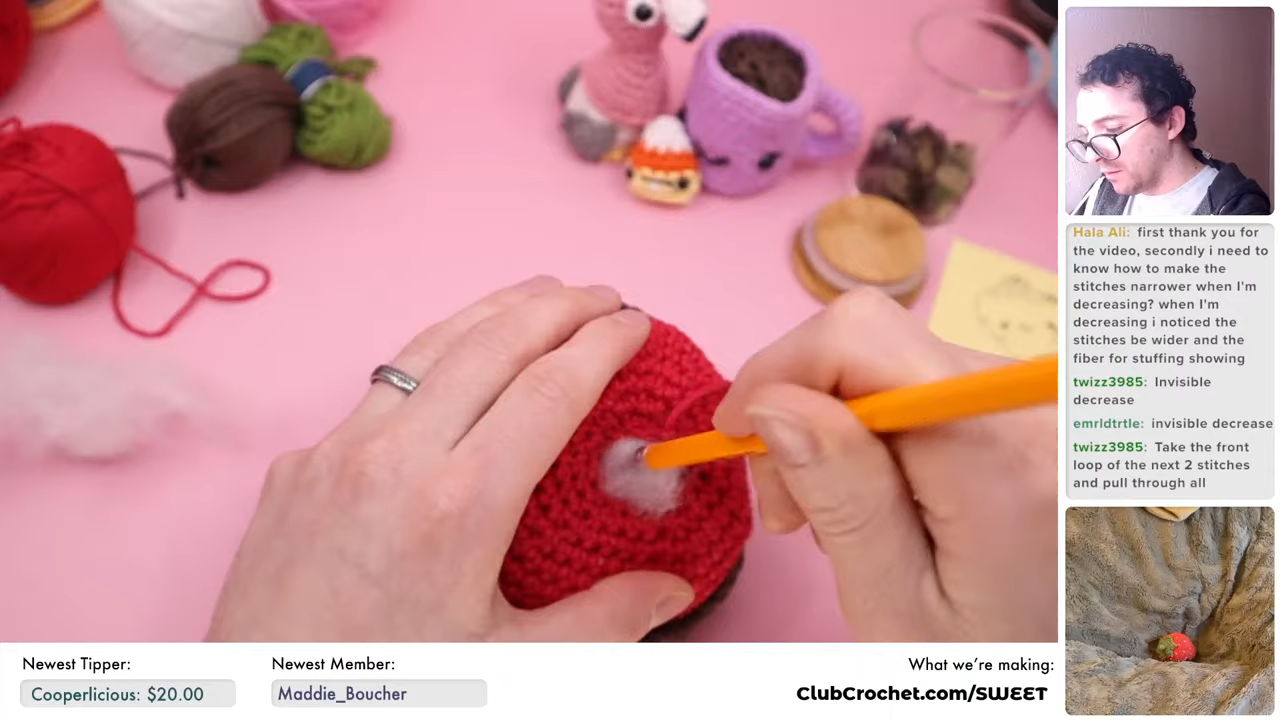 Hala Ali: first thank you for
the video, secondly i need to
know how to make the
stitches narrower when I'm
decreasing? when I'm
decreasing i noticed the
stitches be wider and the
fiber for stuffing showing
twizz3985: Invisible
decrease
emrldtrtle: invisible decrease
twizz3985: Take the front
loop of the next 2 stitches
and pull through all
Newest Tipper:
Cooperlicious: $20.00
Newest Member:
Maddie_Boucher
What we're making:
ClubCrochet.com/SWEET